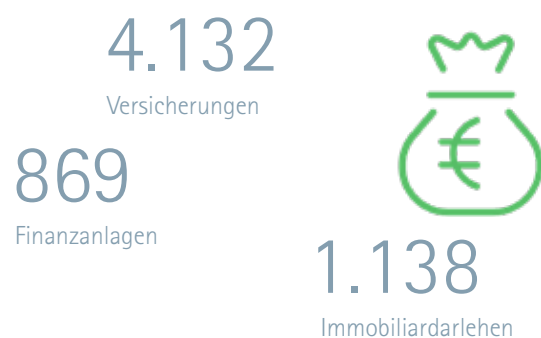 4.132
Versicherungen
869
Finanzanlagen
1.138
Immobiliardarlehen